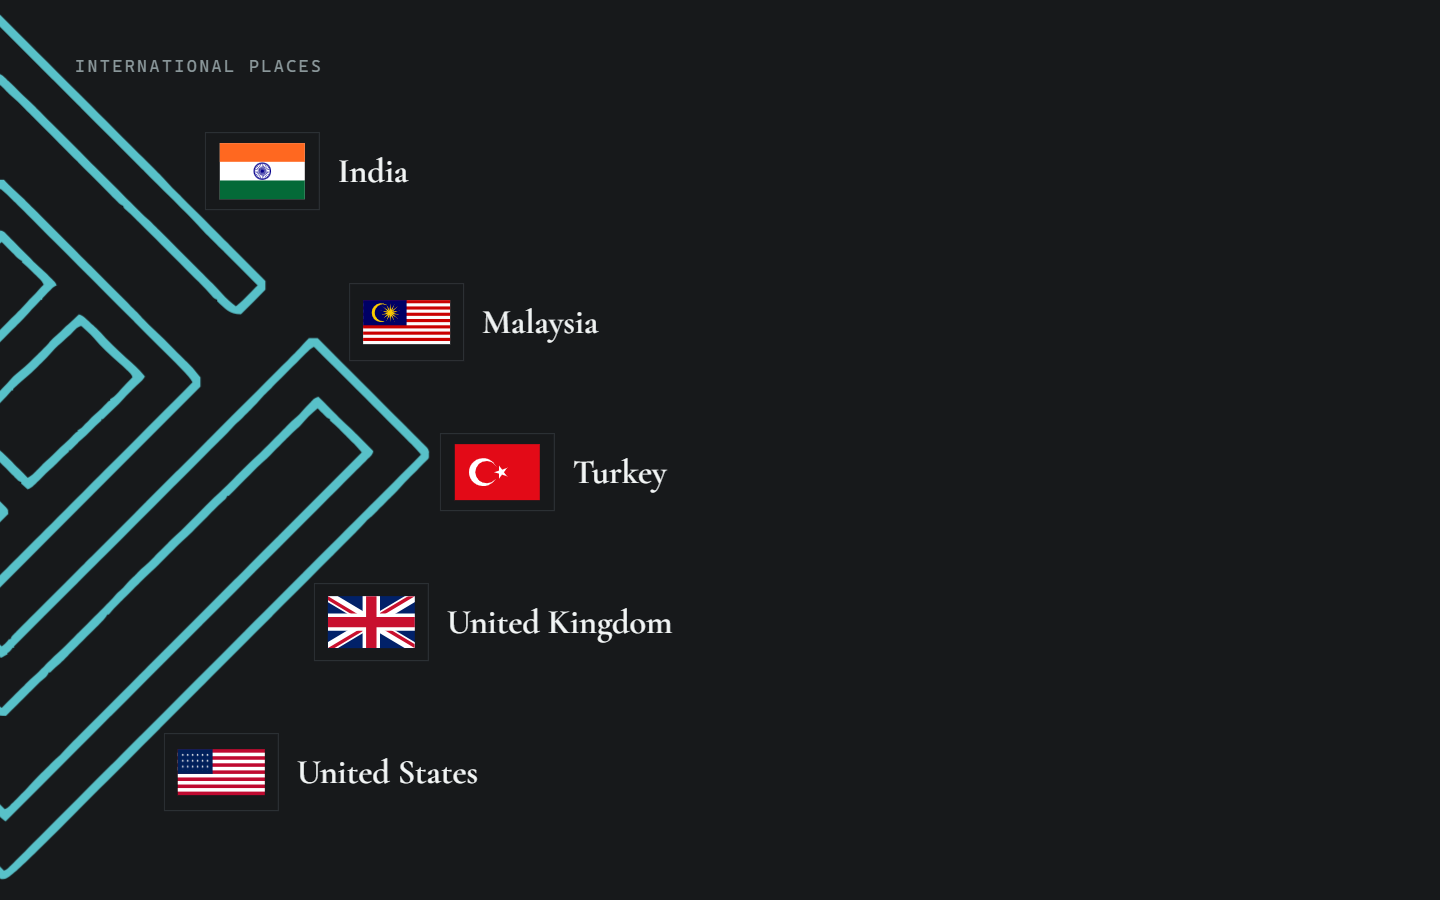 INTERNATIONAL PLACES
India
Malaysia
Turkey
United Kingdom
United States